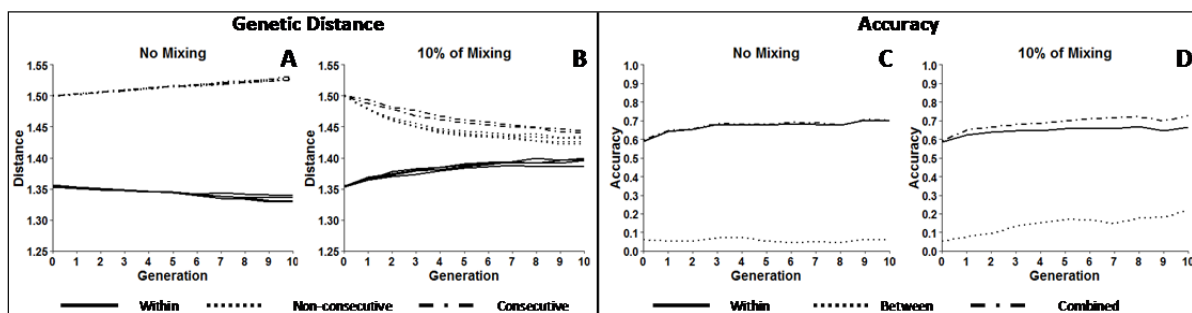 Genetic Distance
Accuracy
No Mixing
A
10% of Mixing
B
No Mixing
C
10% of Mixing
D
Distance
1.55
1.50
1.45
1.40
1.35
1.30
1.25
0 1 2 3 4 5 6 7 8 9 10
Generation
Distance
1.55
1.50
1.45
1.40
1.35
1.30
1.25
0 1 2 3 4 5 6 7 8 9 10
Generation
Accuracy
1.0
0.9
0.8
0.7
0.6
0.5
0.4
0.3
0.2
0.1
0.0
0 1 2 3 4 5 6 7 8 9 10
Generation
Accuracy
1.0
0.9
0.8
0.7
0.6
0.5
0.4
0.3
0.2
0.1
0.0
0 1 2 3 4 5 6 7 8 9 10
Generation
Within Non-consecutive Consecutive
Within Between Combined